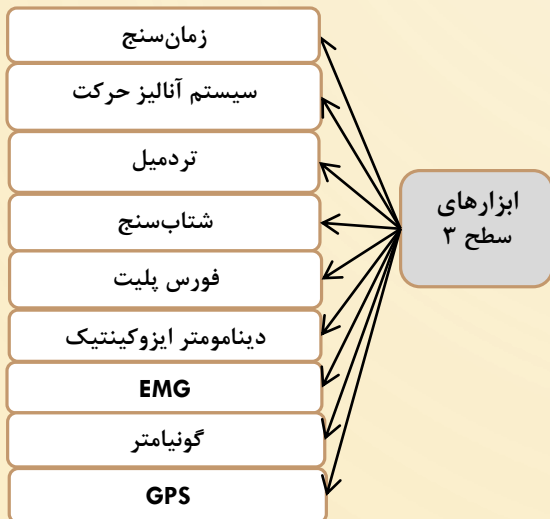 زمان‌سنج
سیستم آنالیز حرکت
تردمیل
شتاب‌سنج
فورس پلیت
دینامومتر ایزوکینتیک
EMG
گونیامتر
GPS
ابزارهای
سطح ۳